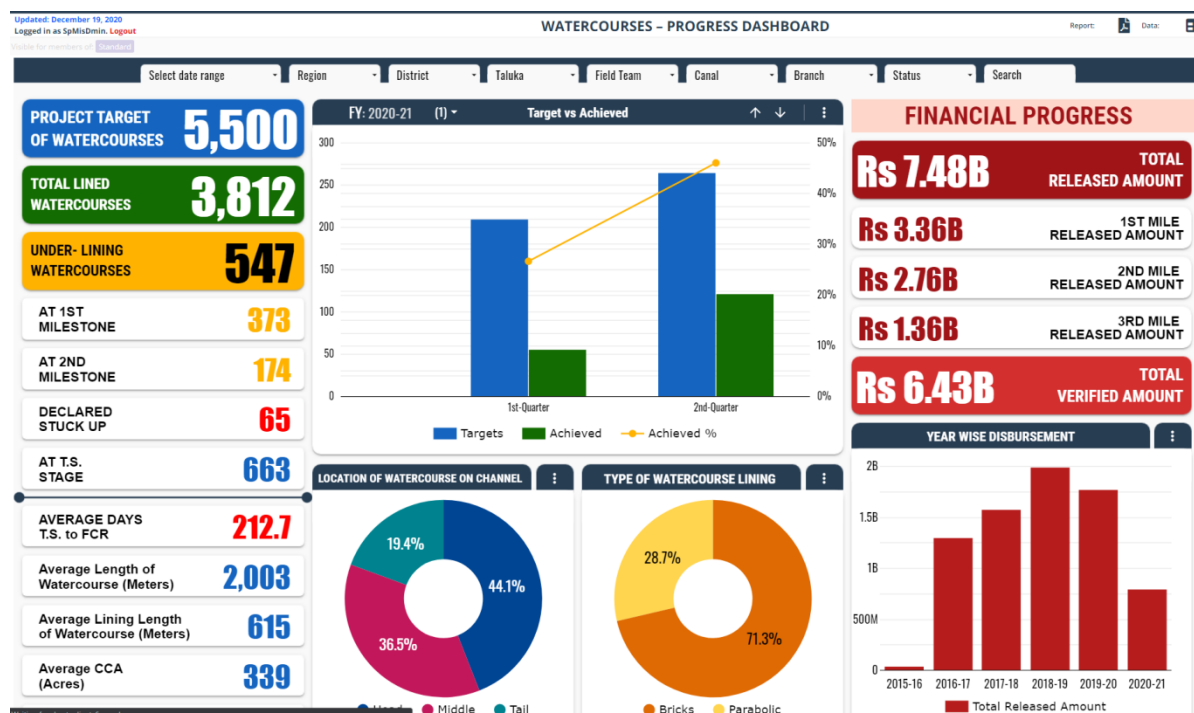 Updated: December 19, 2020
Logged in as SpMisDmin. Logout
Visible for members of: Standard
WATERCOURSES – PROGRESS DASHBOARD
Report:
Data:
Select date range
Region
District
Taluka
Field Team
Canal
Branch
Status
Search
PROJECT TARGET
OF WATERCOURSES
5,500
TOTAL LINED
WATERCOURSES
3,812
UNDER- LINING
WATERCOURSES
547
AT 1ST
MILESTONE
373
AT 2ND
MILESTONE
174
DECLARED
STUCK UP
65
AT T.S.
STAGE
663
AVERAGE DAYS
T.S. to FCR
212.7
Average Length of
Watercourse (Meters)
2,003
Average Lining Length
of Watercourse (Meters)
615
Average CCA
(Acres)
339
FY: 2020-21 (1)
Target vs Achieved
300
250
200
150
100
50
0
50%
40%
30%
20%
10%
0%
1st-Quarter
2nd-Quarter
Targets
Achieved
Achieved %
LOCATION OF WATERCOURSE ON CHANNEL
19.4%
44.1%
36.5%
Head
Middle
Tail
TYPE OF WATERCOURSE LINING
28.7%
71.3%
Bricks
Parabolic
FINANCIAL PROGRESS
Rs 7.48B
TOTAL
RELEASED AMOUNT
Rs 3.36B
1ST MILE
RELEASED AMOUNT
Rs 2.76B
2ND MILE
RELEASED AMOUNT
Rs 1.36B
3RD MILE
RELEASED AMOUNT
Rs 6.43B
TOTAL
VERIFIED AMOUNT
YEAR WISE DISBURSEMENT
2B
1.5B
1B
500M
0
2015-16
2016-17
2017-18
2018-19
2019-20
2020-21
Total Released Amount